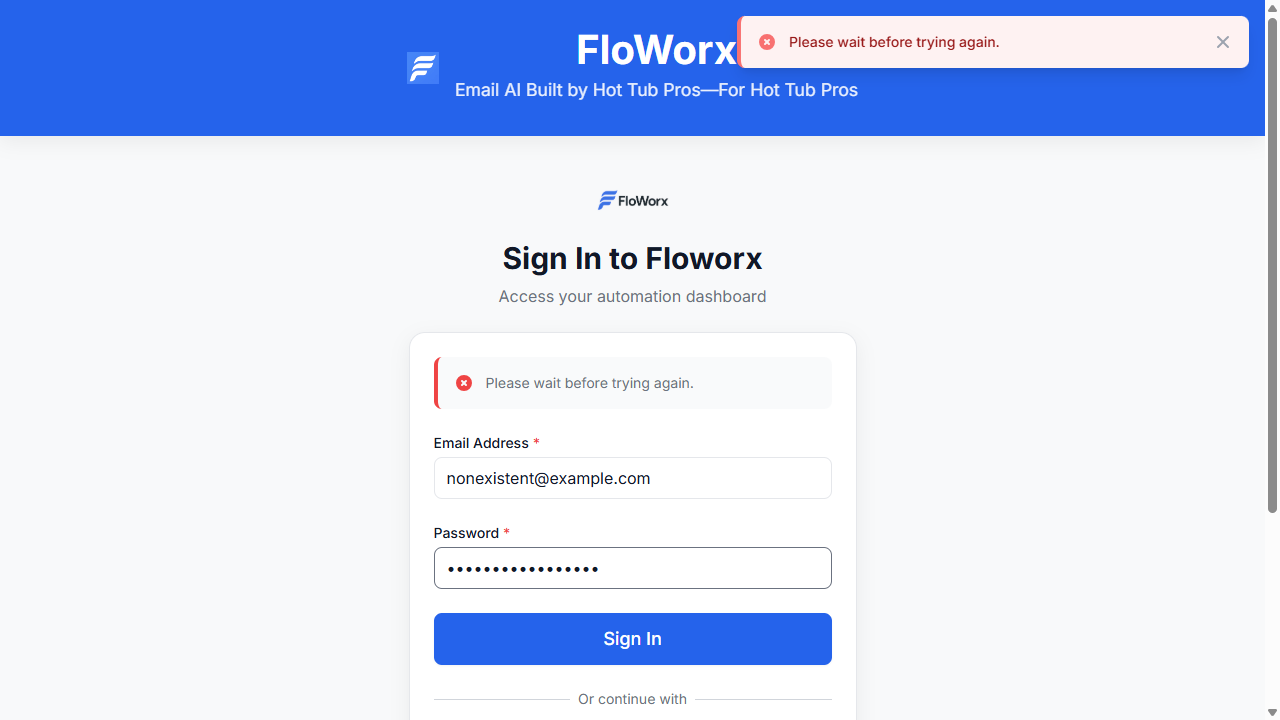 FloWorx
Email AI Built by Hot Tub Pros—For Hot Tub Pros
Please wait before trying again.
FloWorx
Sign In to Floworx
Access your automation dashboard
Please wait before trying again.
Email Address *
nonexistent@example.com
Password *
•••••••••••••••••
Sign In
Or continue with